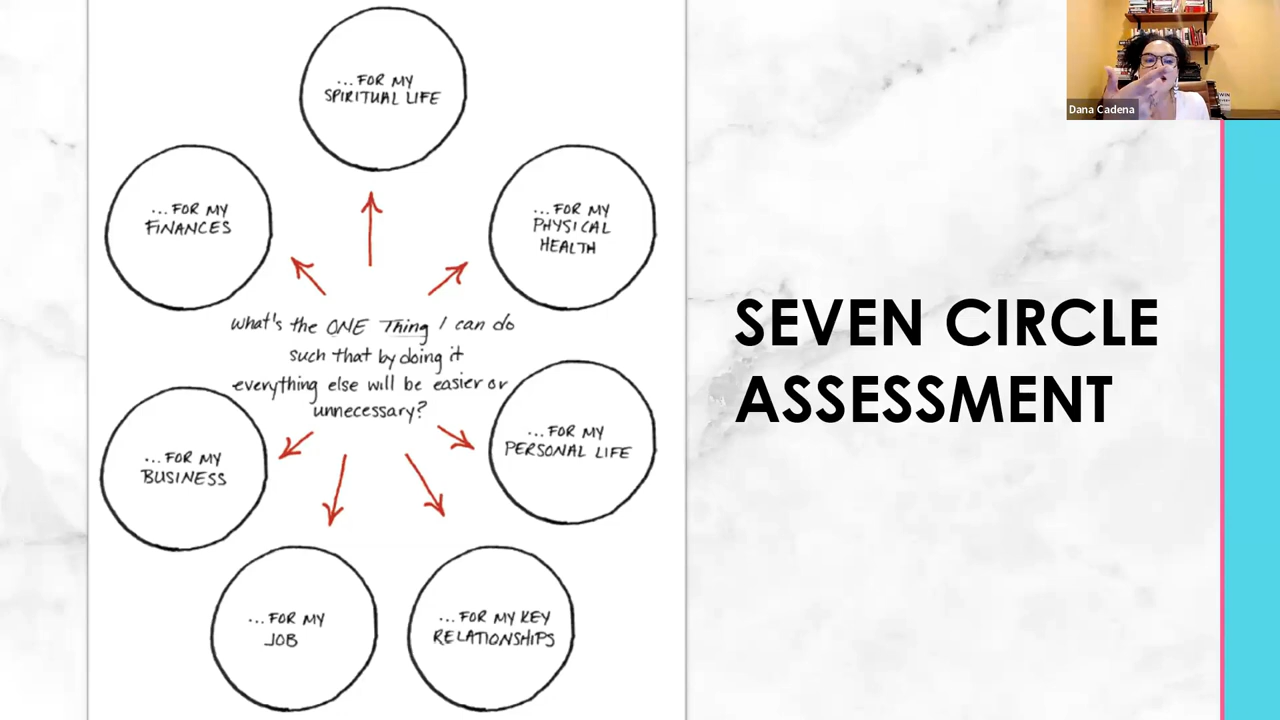 ... FOR MY
SPIRITUAL LIFE
... FOR MY
FINANCES
... FOR MY
PHYSICAL
HEALTH
What's the ONE Thing I can do
such that by doing it
everything else will be easier or
unnecessary?
... FOR MY
BUSINESS
... FOR MY
PERSONAL LIFE
... FOR MY
JOB
... FOR MY KEY
RELATIONSHIPS
SEVEN CIRCLE
ASSESSMENT
Dana Cadena